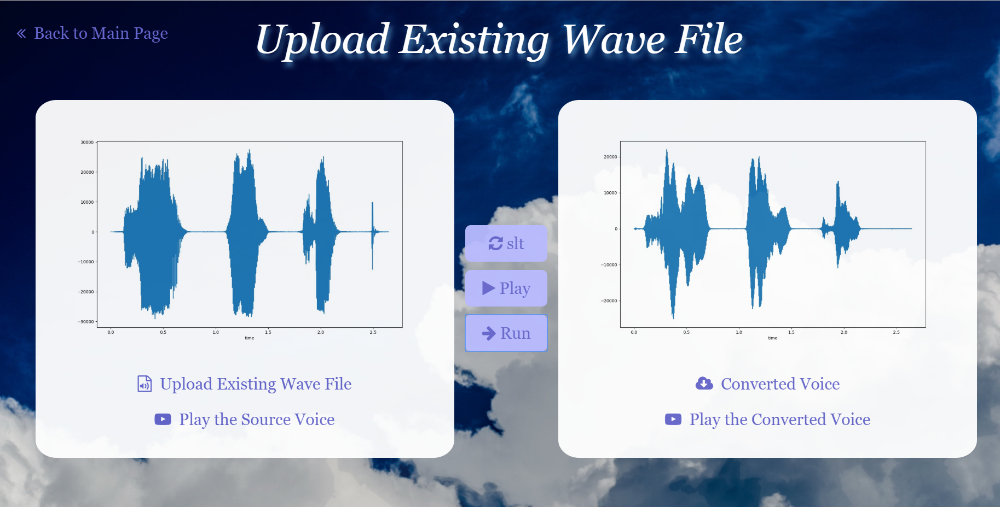 Back to Main Page
Upload Existing Wave File
30000
20000
10000
0
−10000
−20000
−30000
0.0 0.5 1.0 1.5 2.0 2.5
time
Upload Existing Wave File
Play the Source Voice
slt
Play
Run
20000
10000
0
−10000
−20000
0.0 0.5 1.0 1.5 2.0 2.5
time
Converted Voice
Play the Converted Voice